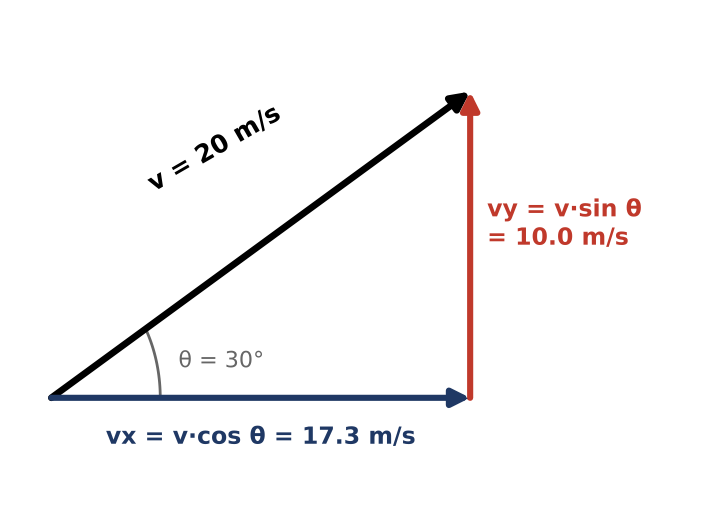 v = 20 m/s
vy = v·sin θ
= 10.0 m/s
θ = 30°
vx = v·cos θ = 17.3 m/s